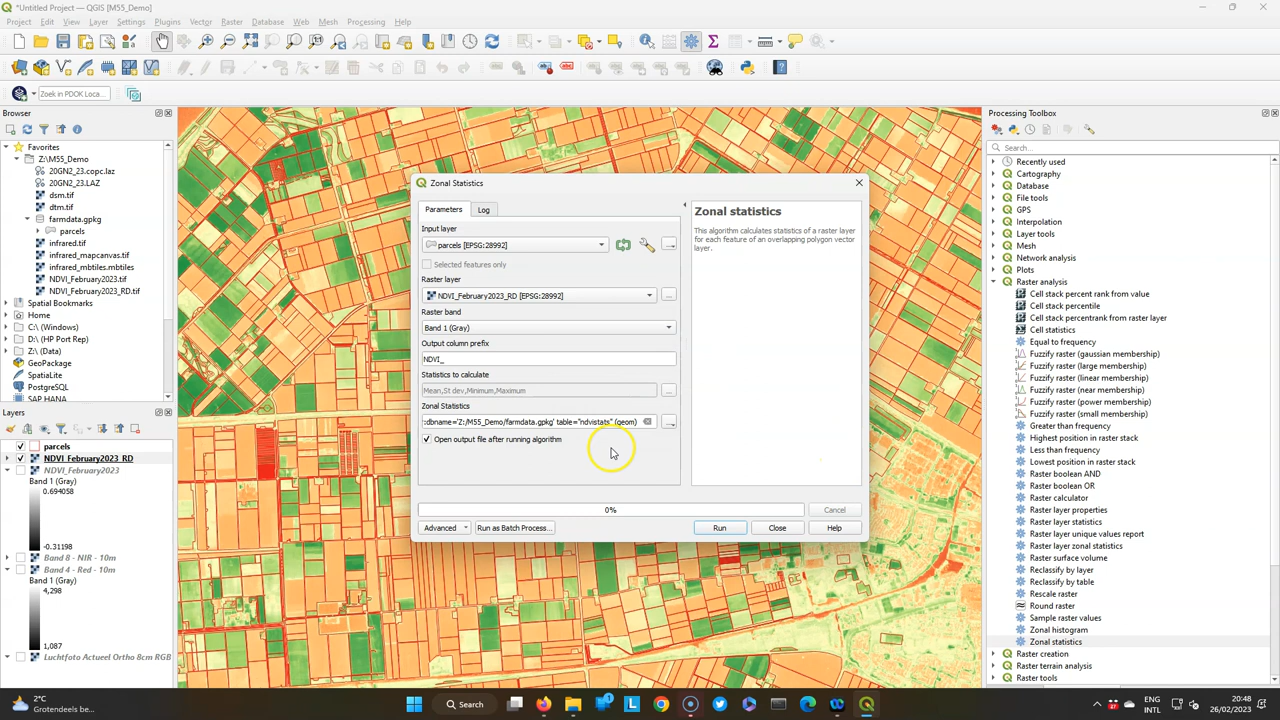 *Untitled Project — QGIS [M55_Demo]
Project Edit View Layer Settings Plugins Vector Raster Database Web Mesh Processing Help
Zoek in PDOK Loca...
Browser
Favorites
Z:\M55_Demo
20GN2_23.copc.laz
20GN2_23.LAZ
dsm.tif
dtm.tif
farmdata.gpkg
parcels
infrared.tif
infrared_mapcanvas.tif
infrared_mbtiles.mbtiles
NDVI_February2023.tif
NDVI_February2023_RD.tif
Spatial Bookmarks
Home
C:\ (Windows)
D:\ (HP Port Rep)
Z:\ (Data)
GeoPackage
SpatiaLite
PostgreSQL
SAP HANA
Layers
parcels
NDVI_February2023_RD
NDVI_February2023
Band 1 (Gray)
0.694058
-0.31198
Band 8 - NIR - 10m
Band 4 - Red - 10m
Band 1 (Gray)
4,298
1,087
Luchtfoto Actueel Ortho 8cm RGB
Zonal Statistics
Parameters
Log
Input layer
parcels [EPSG:28992]
Selected features only
Raster layer
NDVI_February2023_RD [EPSG:28992]
Raster band
Band 1 (Gray)
Output column prefix
NDVI_
Statistics to calculate
Mean,St dev,Minimum,Maximum
Zonal Statistics
:dbname='Z:/M55_Demo/farmdata.gpkg' table="ndvistats" (geom)
Open output file after running algorithm
Zonal statistics
This algorithm calculates statistics of a raster layer
for each feature of an overlapping polygon vector
layer.
0%
Cancel
Advanced
Run as Batch Process...
Run
Close
Help
Processing Toolbox
Search...
Recently used
Cartography
Database
File tools
GPS
Interpolation
Layer tools
Mesh
Network analysis
Plots
Raster analysis
Cell stack percent rank from value
Cell stack percentile
Cell stack percentrank from raster layer
Cell statistics
Equal to frequency
Fuzzify raster (gaussian membership)
Fuzzify raster (large membership)
Fuzzify raster (linear membership)
Fuzzify raster (near membership)
Fuzzify raster (power membership)
Fuzzify raster (small membership)
Greater than frequency
Highest position in raster stack
Less than frequency
Lowest position in raster stack
Raster boolean AND
Raster boolean OR
Raster calculator
Raster layer properties
Raster layer statistics
Raster layer unique values report
Raster layer zonal statistics
Raster surface volume
Reclassify by layer
Reclassify by table
Rescale raster
Round raster
Sample raster values
Zonal histogram
Zonal statistics
Raster creation
Raster terrain analysis
Raster tools
2°C
Grotendeels be...
Search
ENG
INTL
20:48
26/02/2023